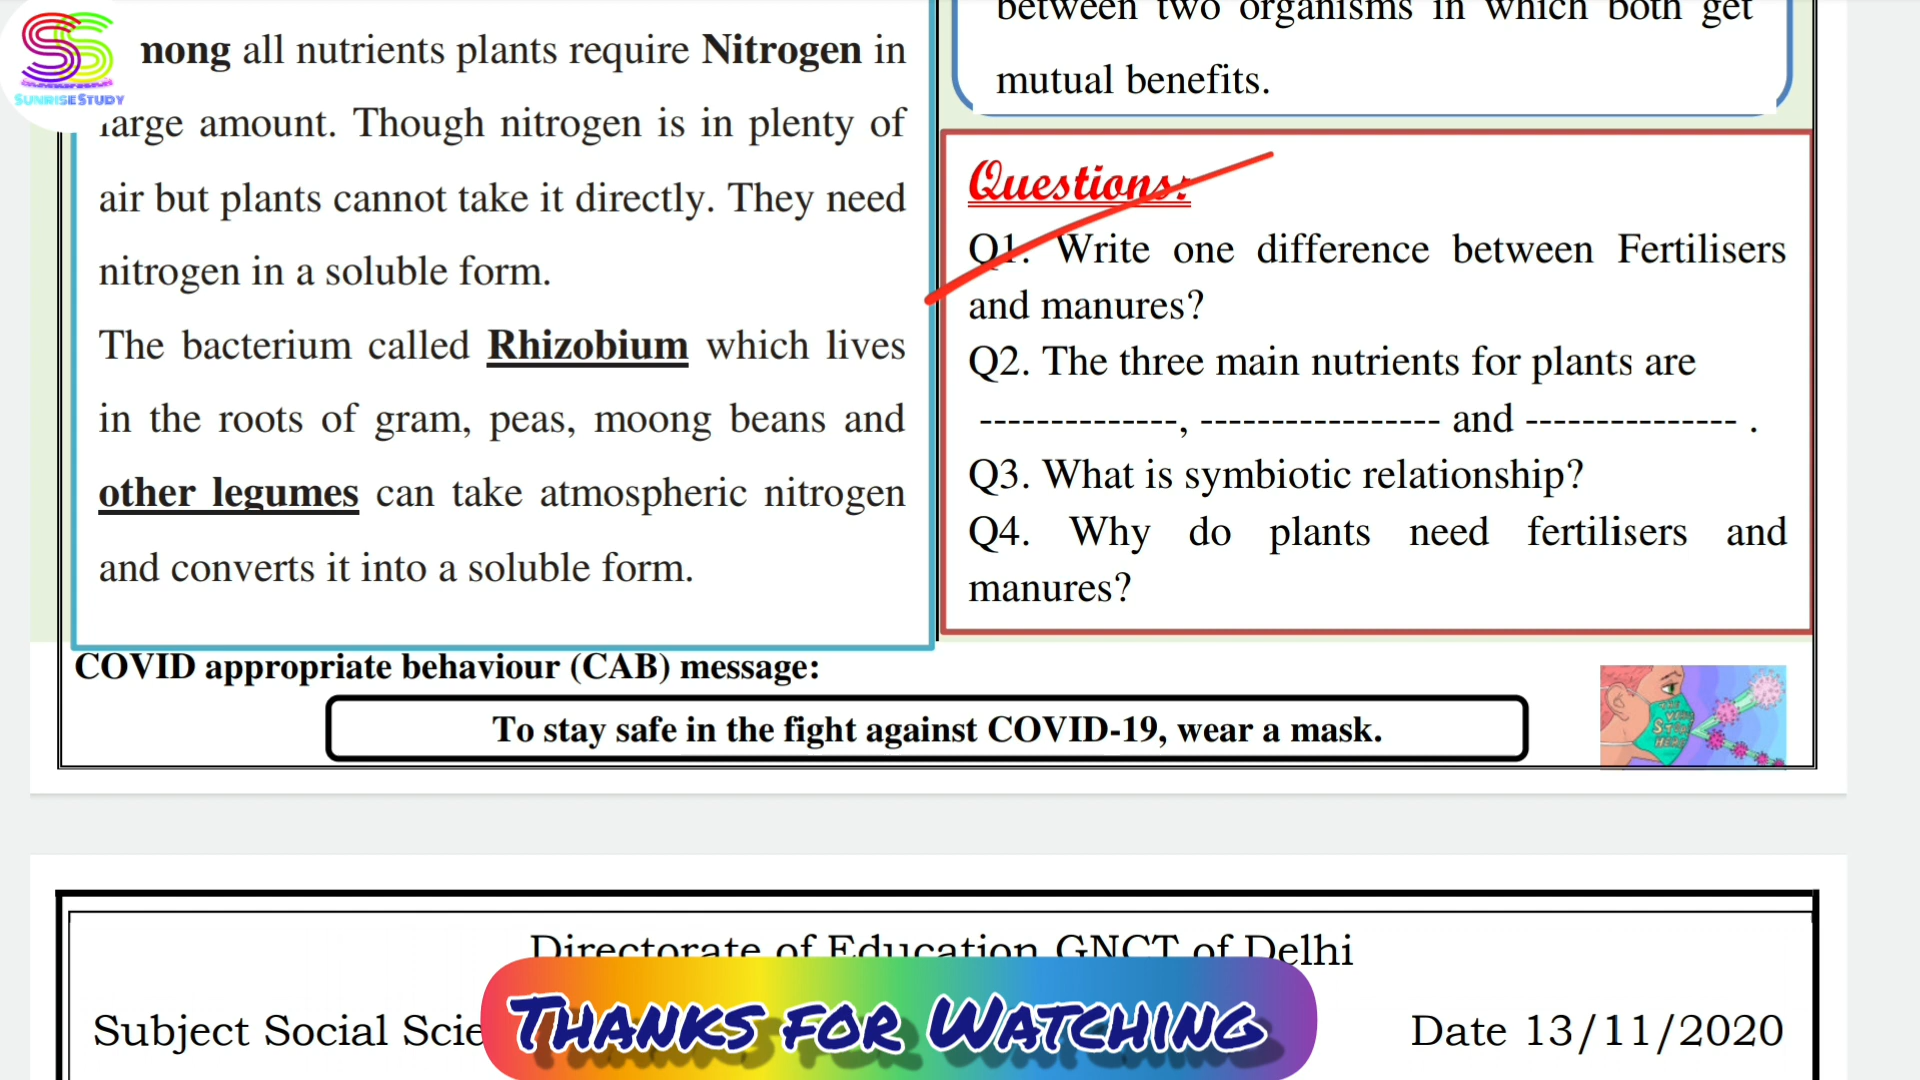 SUNRISESTUDY
mong all nutrients plants require Nitrogen in
large amount. Though nitrogen is in plenty of
air but plants cannot take it directly. They need
nitrogen in a soluble form.
The bacterium called Rhizobium which lives
in the roots of gram, peas, moong beans and
other legumes can take atmospheric nitrogen
and converts it into a soluble form.
between two organisms in which both get
mutual benefits.
Questions:
Q1. Write one difference between Fertilisers
and manures?
Q2. The three main nutrients for plants are
--------------, ----------------- and --------------- .
Q3. What is symbiotic relationship?
Q4. Why do plants need fertilisers and
manures?
COVID appropriate behaviour (CAB) message:
To stay safe in the fight against COVID-19, wear a mask.
Directorate of Education GNCT of Delhi
Subject Social Scie
Date 13/11/2020
THANKS FOR WATCHING